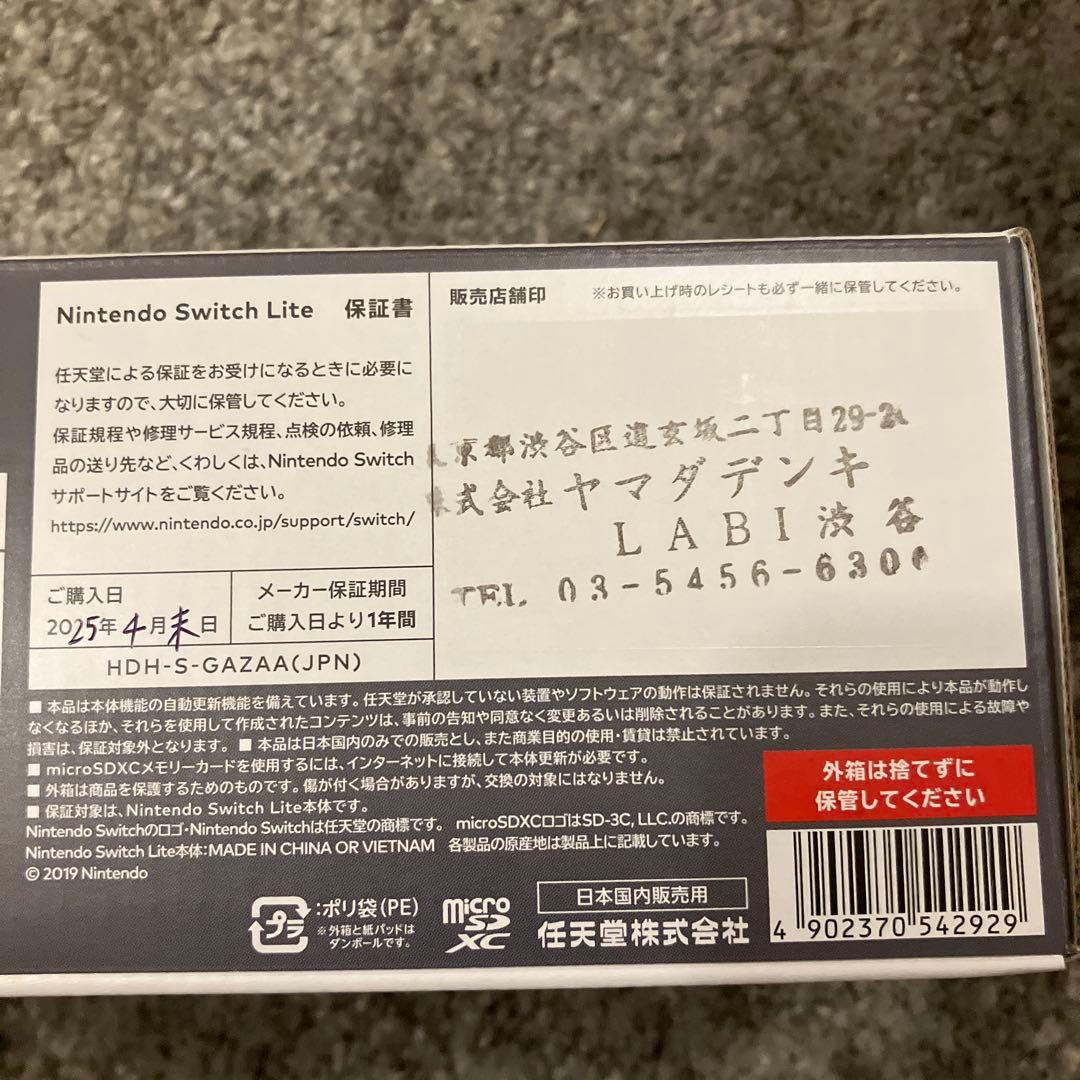 Nintendo Switch Lite 保証書
任天堂による保証をお受けになるときに必要に
なりますので、大切に保管してください。
保証規程や修理サービス規程、点検の依頼、修理
品の送り先など、くわしくは、Nintendo Switch
サポートサイトをご覧ください。
https://www.nintendo.co.jp/support/switch/
ご購入日
2025年4月末日
メーカー保証期間
ご購入日より1年間
HDH-S-GAZAA(JPN)
販売店舗印 ※お買い上げ時のレシートも必ず一緒に保管してください。
京都渋谷区道玄坂二丁目29-2
式会社ヤマダデンキ
LABI渋谷
TEL 03-5456-630
■ 本品は本体機能の自動更新機能を備えています。任天堂が承認していない装置やソフトウェアの動作は保証されません。それらの使用により本品が動作し
なくなるほか、それらを使用して作成されたコンテンツは、事前の告知や同意なく変更あるいは削除されることがあります。また、それらの使用による故障や
損害は、保証対象外となります。 ■ 本品は日本国内のみでの販売とし、また商業目的の使用・賃貸は禁止されています。
■ microSDXCメモリーカードを使用するには、インターネットに接続して本体更新が必要です。
■ 外箱は商品を保護するためのものです。傷が付く場合がありますが、交換の対象にはなりません。
■ 保証対象は、Nintendo Switch Lite本体です。
Nintendo Switchのロゴ・Nintendo Switchは任天堂の商標です。 microSDXCロゴはSD-3C, LLC.の商標です。
Nintendo Switch Lite本体：MADE IN CHINA OR VIETNAM 各製品の原産地は製品上に記載しています。
© 2019 Nintendo
外箱は捨てずに
保管してください
プラ
：ポリ袋(PE)
※外箱と紙パッドは
ダンボールです。
micro
SD
XC
日本国内販売用
任天堂株式会社
4 902370 542929